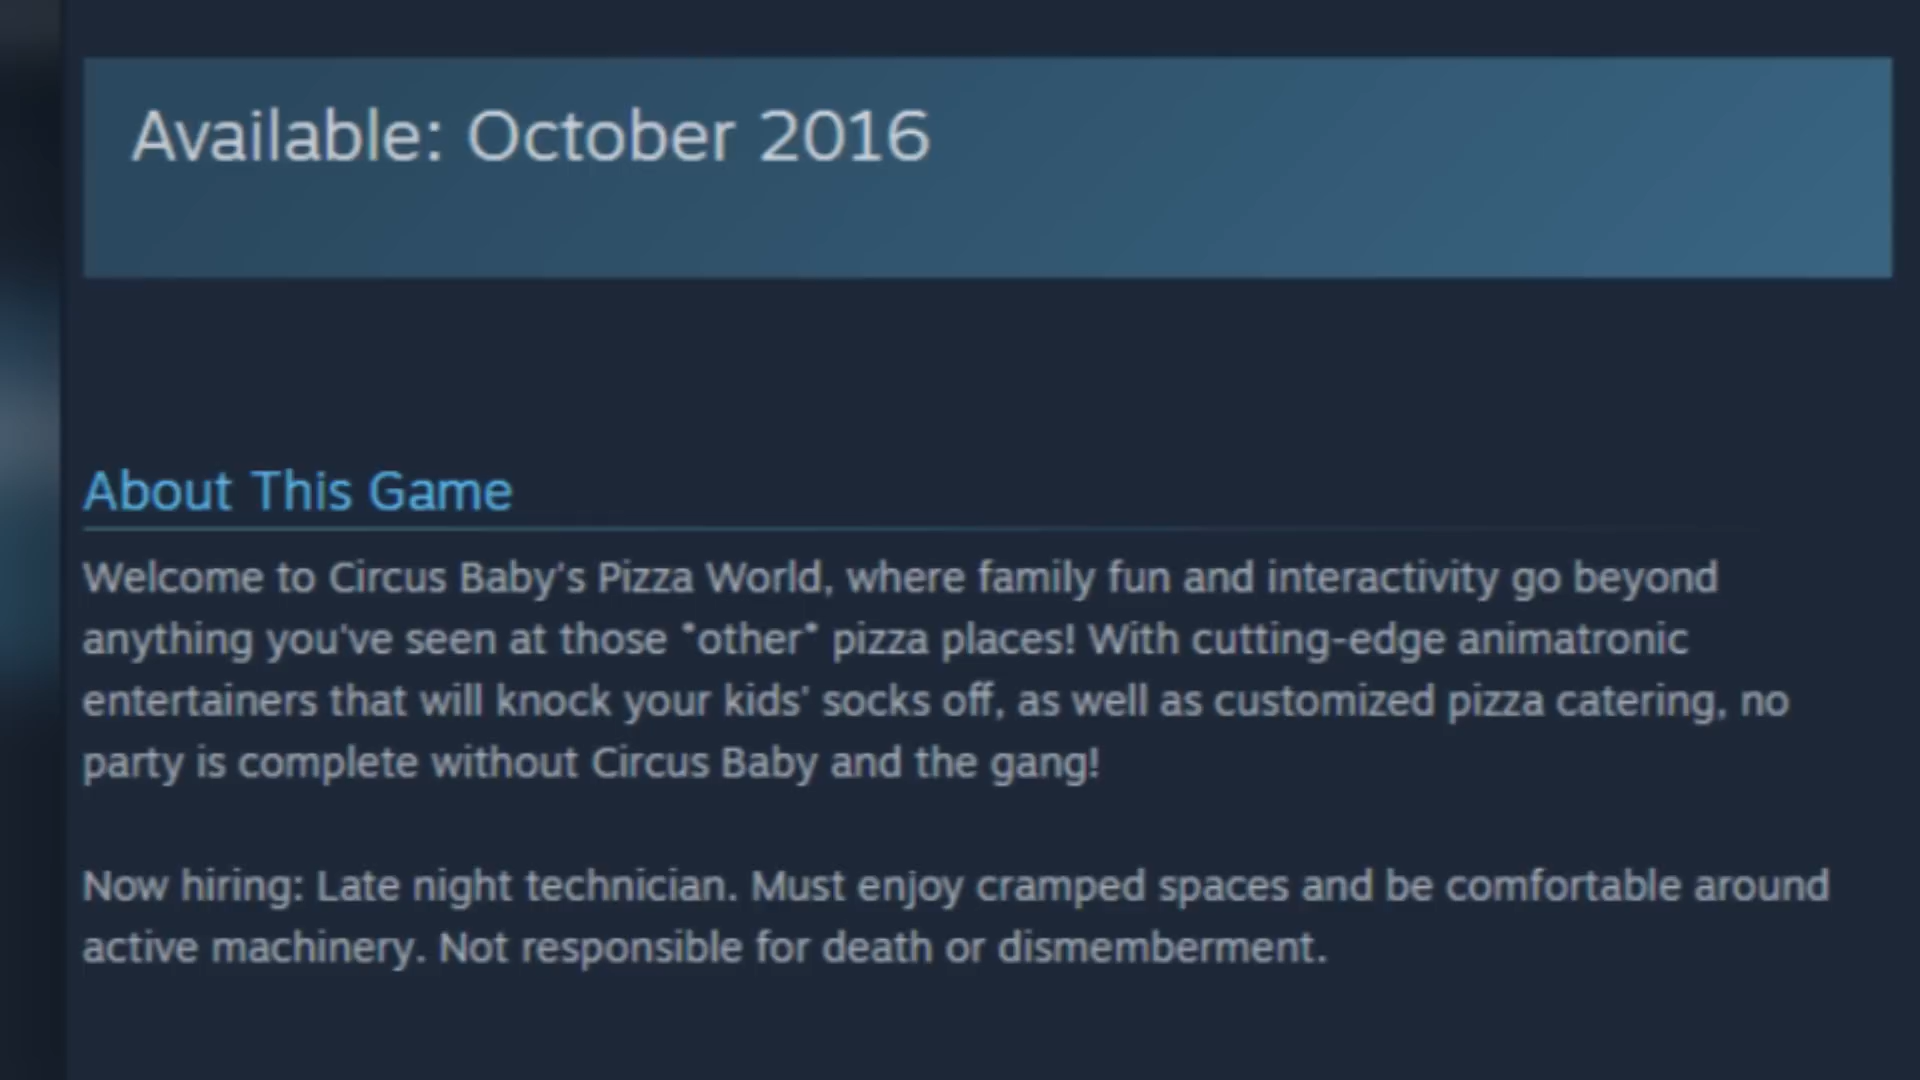 Available: October 2016
About This Game
Welcome to Circus Baby's Pizza World, where family fun and interactivity go beyond
anything you've seen at those *other* pizza places! With cutting-edge animatronic
entertainers that will knock your kids' socks off, as well as customized pizza catering, no
party is complete without Circus Baby and the gang!
Now hiring: Late night technician. Must enjoy cramped spaces and be comfortable around
active machinery. Not responsible for death or dismemberment.